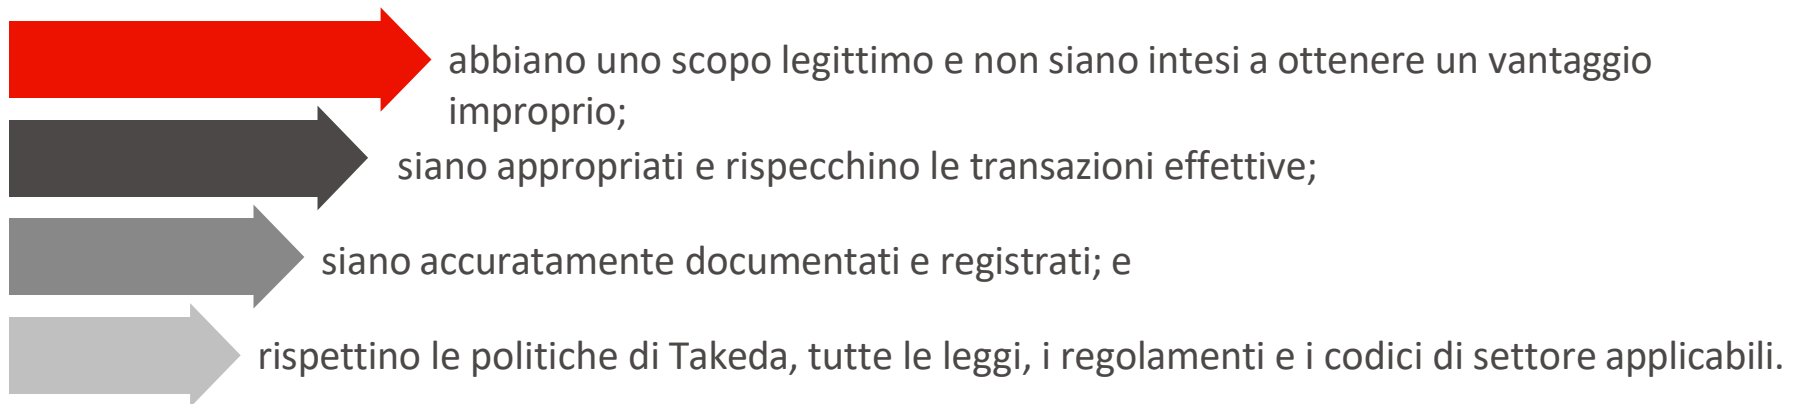 abbiano uno scopo legittimo e non siano intesi a ottenere un vantaggio
improprio;
siano appropriati e rispecchino le transazioni effettive;
siano accuratamente documentati e registrati; e
rispettino le politiche di Takeda, tutte le leggi, i regolamenti e i codici di settore applicabili.